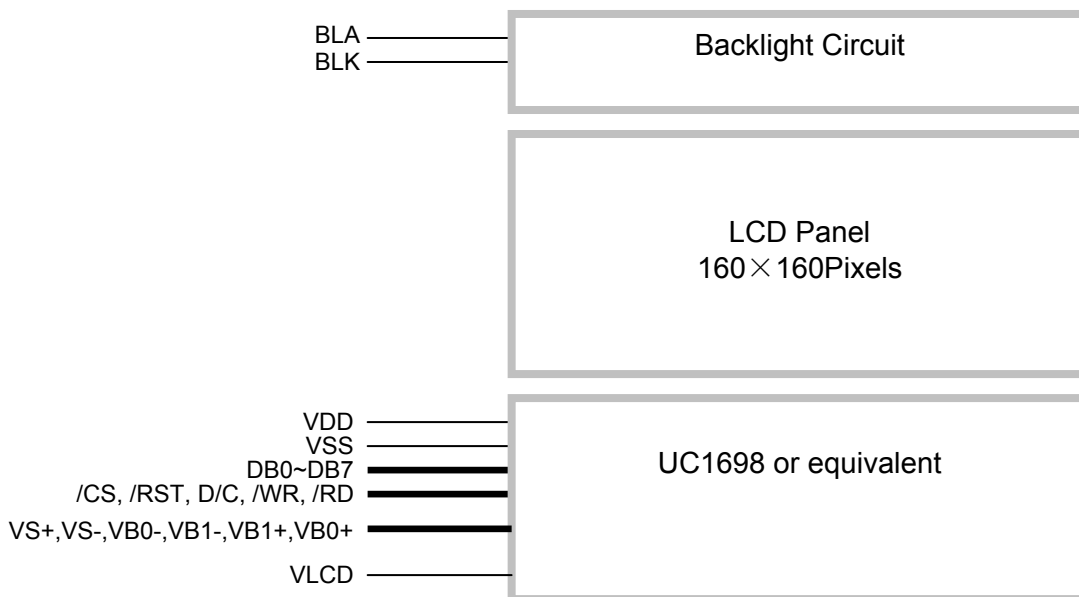 BLA
BLK
Backlight Circuit
LCD Panel
160×160Pixels
VDD
VSS
DB0~DB7
/CS, /RST, D/C, /WR, /RD
VS+,VS-,VB0-,VB1-,VB1+,VB0+
VLCD
UC1698 or equivalent